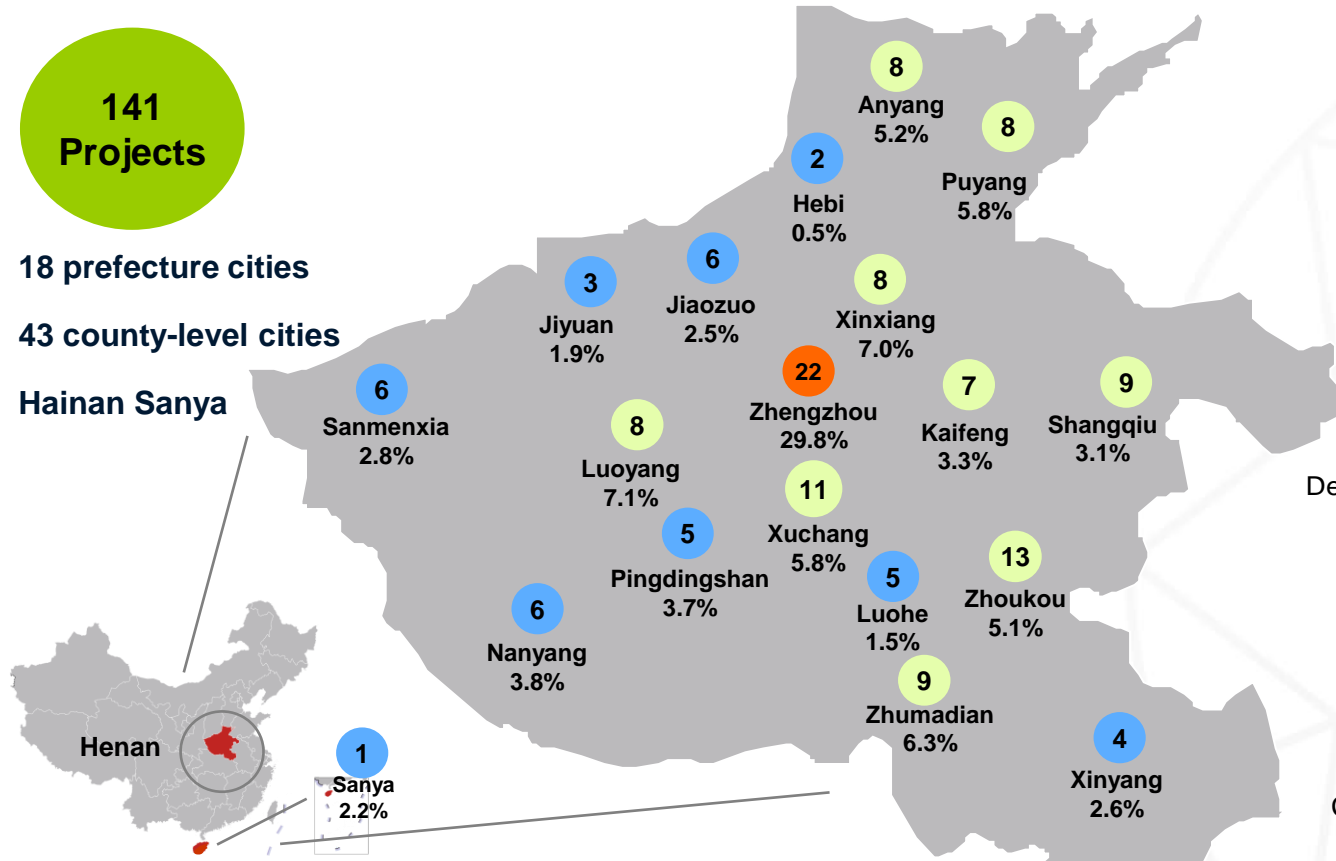 141
Projects
18 prefecture cities
43 county-level cities
Hainan Sanya
8
Anyang
5.2%
8
Puyang
5.8%
2
Hebi
0.5%
6
Jiaozuo
2.5%
3
Jiyuan
1.9%
8
Xinxiang
7.0%
22
Zhengzhou
29.8%
7
Kaifeng
3.3%
9
Shangqiu
3.1%
6
Sanmenxia
2.8%
8
Luoyang
7.1%
11
Xuchang
5.8%
5
Pingdingshan
3.7%
5
Luohe
1.5%
13
Zhoukou
5.1%
6
Nanyang
3.8%
9
Zhumadian
6.3%
4
Xinyang
2.6%
Henan
1
Sanya
2.2%
De